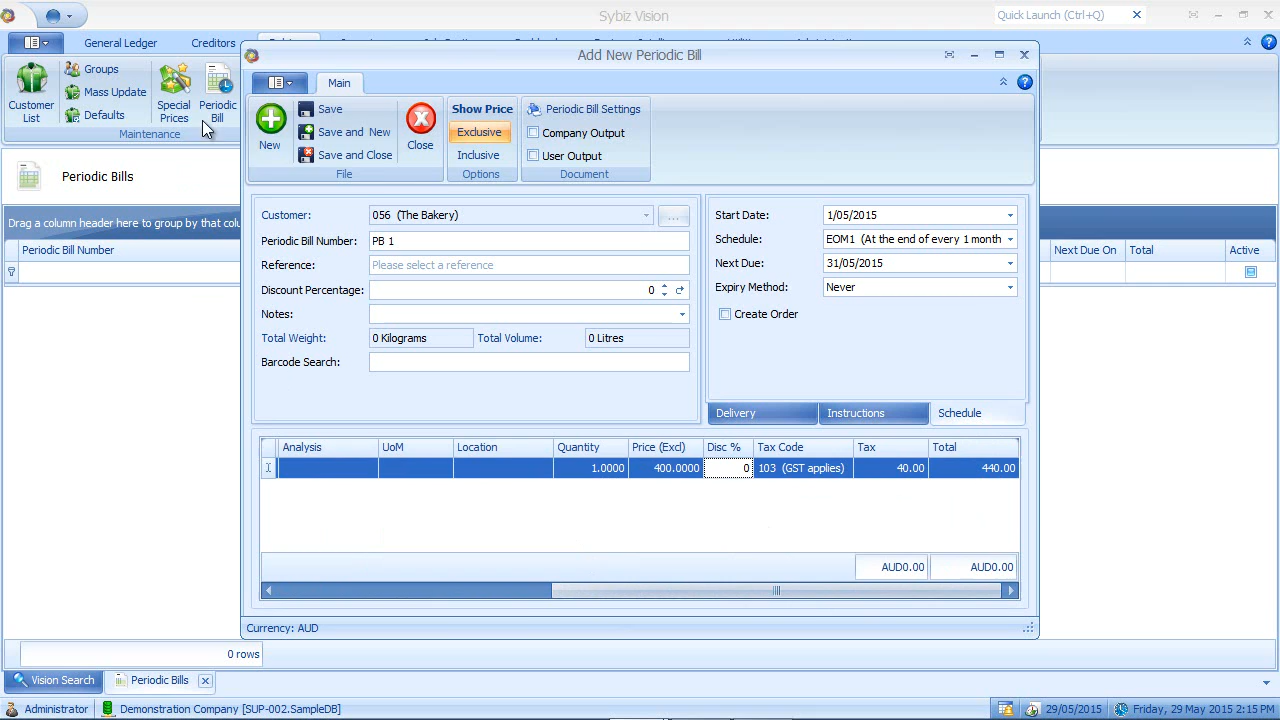 Sybiz Vision
Quick Launch (Ctrl+Q)
General Ledger
Creditors
Customer List
Groups
Mass Update
Defaults
Special Prices
Periodic Bill
Maintenance
Add New Periodic Bill
Main
New
Save
Save and New
Save and Close
Close
File
Show Price
Exclusive
Inclusive
Options
Periodic Bill Settings
Company Output
User Output
Document
Periodic Bills
Drag a column header here to group by that colu
Periodic Bill Number
Next Due On
Total
Active
Customer:
056 (The Bakery)
...
Periodic Bill Number:
PB 1
Reference:
Please select a reference
Discount Percentage:
0
Notes:
Total Weight:
0 Kilograms
Total Volume:
0 Litres
Barcode Search:
Start Date:
1/05/2015
Schedule:
EOM1 (At the end of every 1 month
Next Due:
31/05/2015
Expiry Method:
Never
Create Order
Delivery
Instructions
Schedule
Analysis
UoM
Location
Quantity
Price (Excl)
Disc %
Tax Code
Tax
Total
1.0000
400.0000
0
103 (GST applies)
40.00
440.00
AUD0.00
AUD0.00
Currency: AUD
0 rows
Vision Search
Periodic Bills
Administrator
Demonstration Company [SUP-002.SampleDB]
29/05/2015
Friday, 29 May 2015 2:15 PM